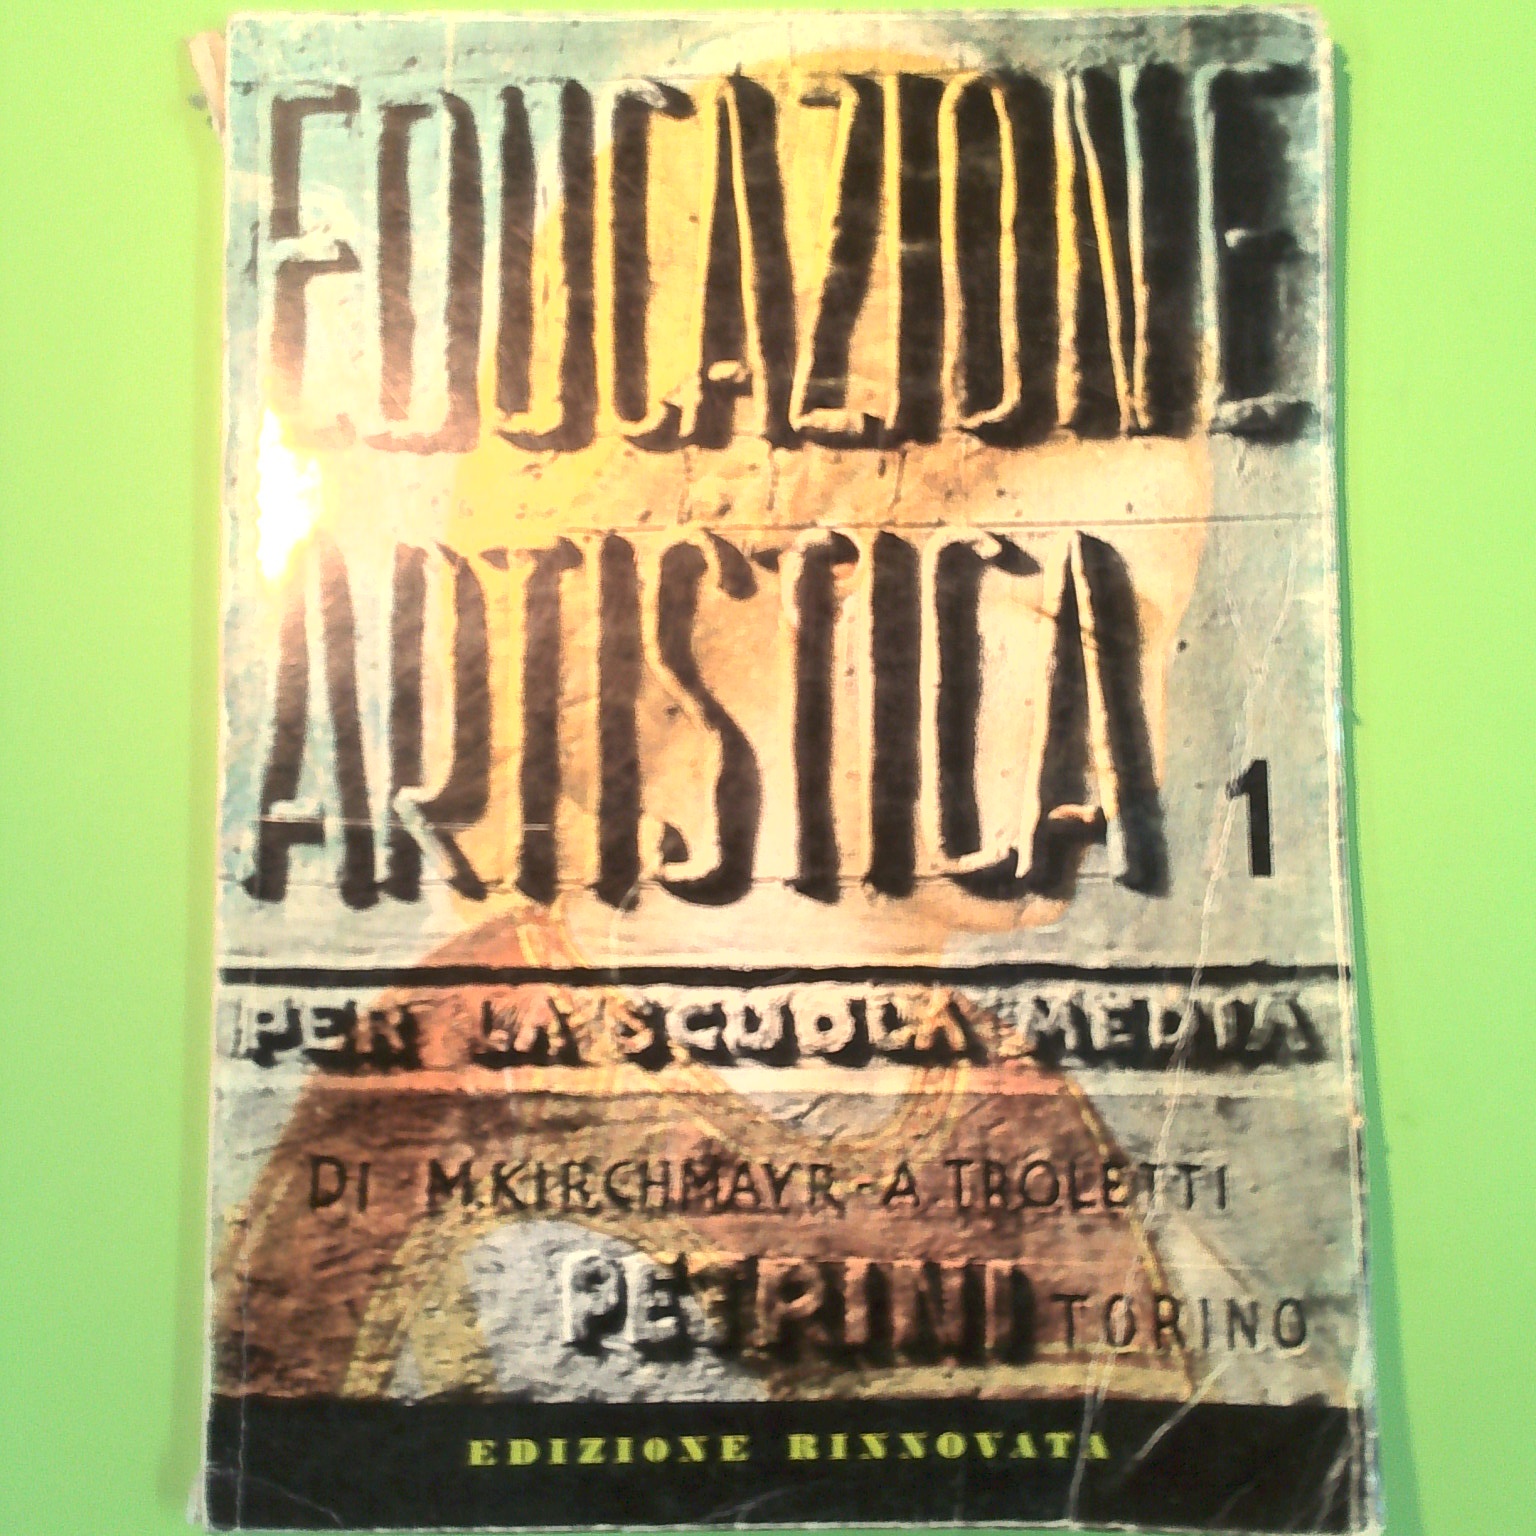 EDUCAZIONE
ARTISTICA 1
PER LA SCUOLA MEDIA
DI M. KIRCHMAYR - A TROLETTI
PETRINI TORINO
EDIZIONE RINNOVATA